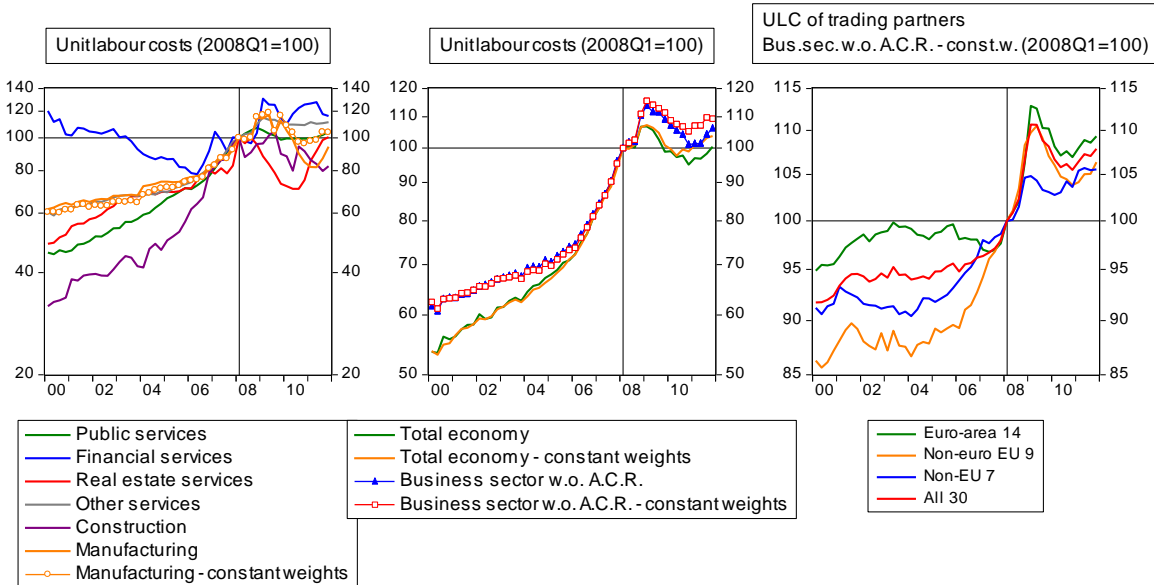 Unit labour costs (2008Q1=100)
Unit labour costs (2008Q1=100)
ULC of trading partners
Bus.sec.w.o. A.C.R. - const.w. (2008Q1=100)
140
120
100
80
60
40
20
140
120
100
80
60
40
20
00 02 04 06 08 10
120
110
100
90
80
70
60
50
120
110
100
90
80
70
60
50
00 02 04 06 08 10
115
110
105
100
95
90
85
115
110
105
100
95
90
85
00 02 04 06 08 10
Public services
Financial services
Real estate services
Other services
Construction
Manufacturing
Manufacturing - constant weights
Total economy
Total economy - constant weights
Business sector w.o. A.C.R.
Business sector w.o. A.C.R. - constant weights
Euro-area 14
Non-euro EU 9
Non-EU 7
All 30